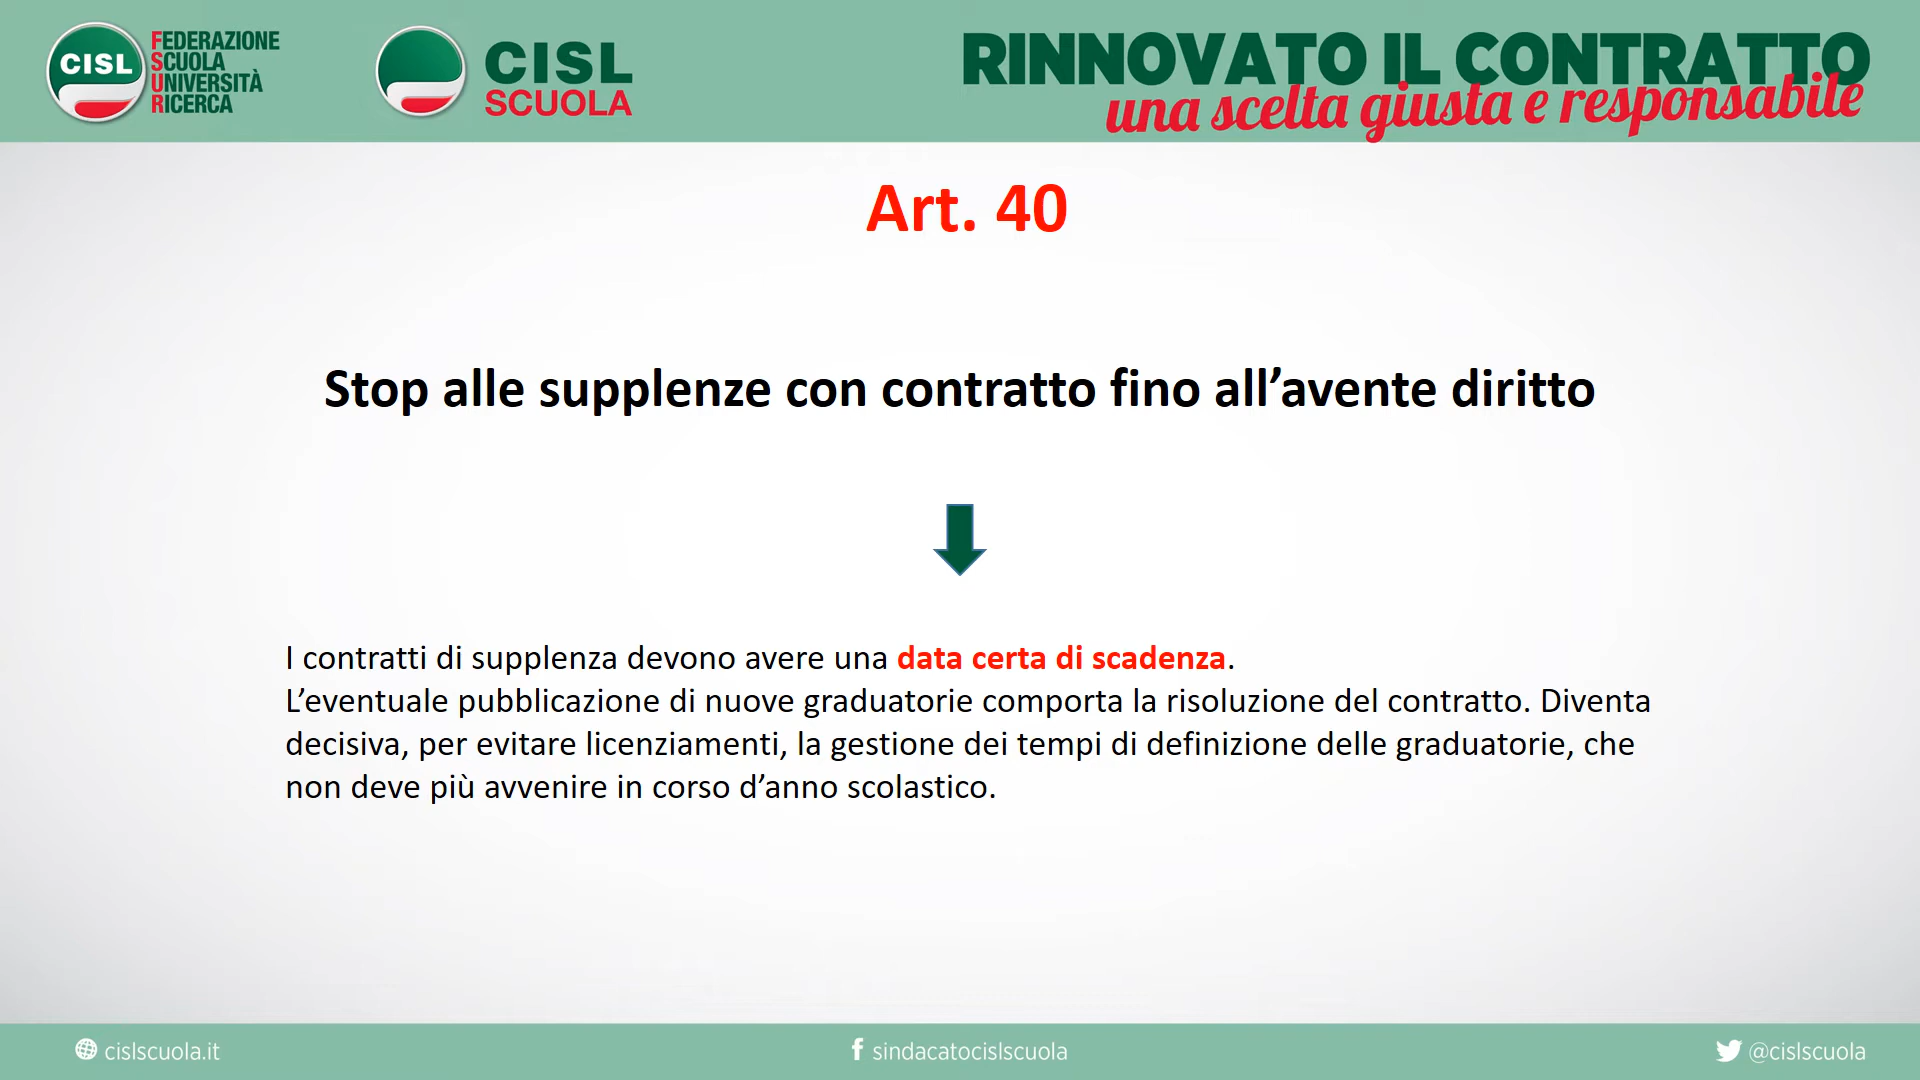 CISL
FEDERAZIONE
SCUOLA
UNIVERSITÀ
RICERCA
CISL
SCUOLA
RINNOVATO IL CONTRATTO
una scelta giusta e responsabile
Art. 40
Stop alle supplenze con contratto fino all’avente diritto
I contratti di supplenza devono avere una data certa di scadenza.
L’eventuale pubblicazione di nuove graduatorie comporta la risoluzione del contratto. Diventa
decisiva, per evitare licenziamenti, la gestione dei tempi di definizione delle graduatorie, che
non deve più avvenire in corso d’anno scolastico.
cislscuola.it
sindacatocislscuola
@cislscuola